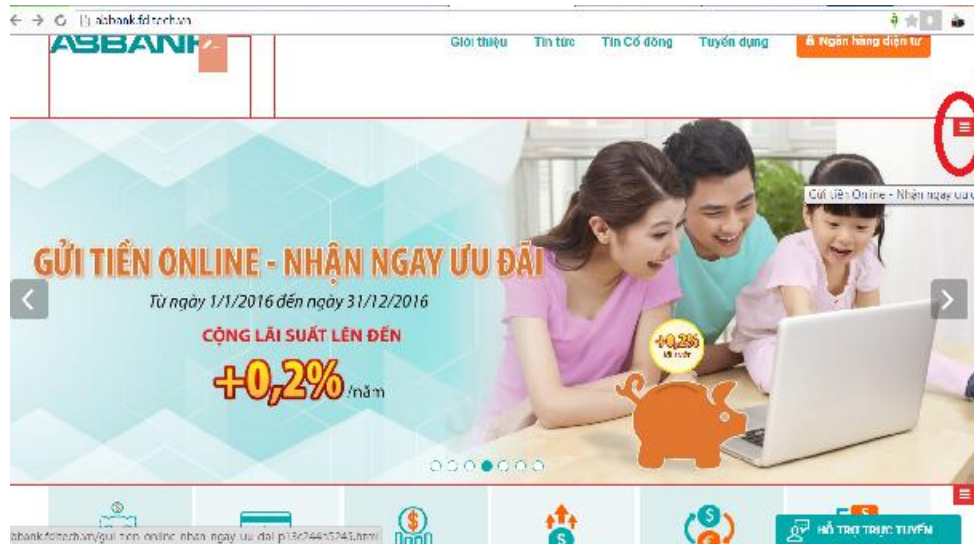 abbank.fdtech.vn
ABBANK
Giới thiệu Tin tức Tin Cổ đông Tuyển dụng Ngân hàng điện tử
Gửi tiền Online - Nhận ngay ưu
GỬI TIỀN ONLINE - NHẬN NGAY ƯU ĐÃI
Từ ngày 1/1/2016 đến ngày 31/12/2016
CỘNG LÃI SUẤT LÊN ĐẾN
+0,2% /năm
+0,2%
lãi suất
HỖ TRỢ TRỰC TUYẾN